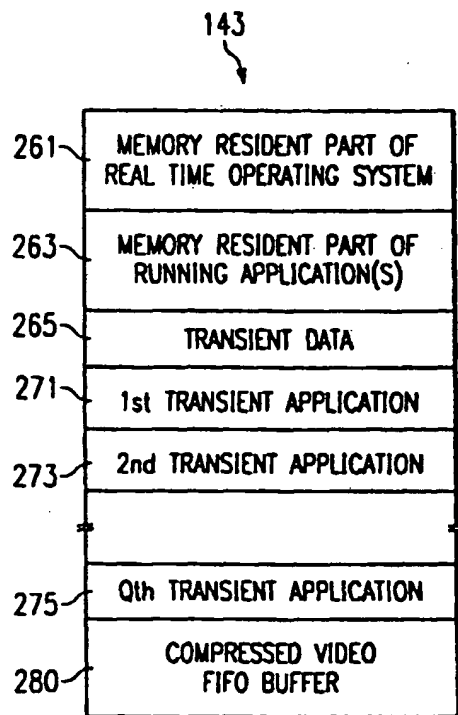 143
261
MEMORY RESIDENT PART OF
REAL TIME OPERATING SYSTEM
263
MEMORY RESIDENT PART OF
RUNNING APPLICATION(S)
265
TRANSIENT DATA
271
1st TRANSIENT APPLICATION
273
2nd TRANSIENT APPLICATION
275
Qth TRANSIENT APPLICATION
280
COMPRESSED VIDEO
FIFO BUFFER